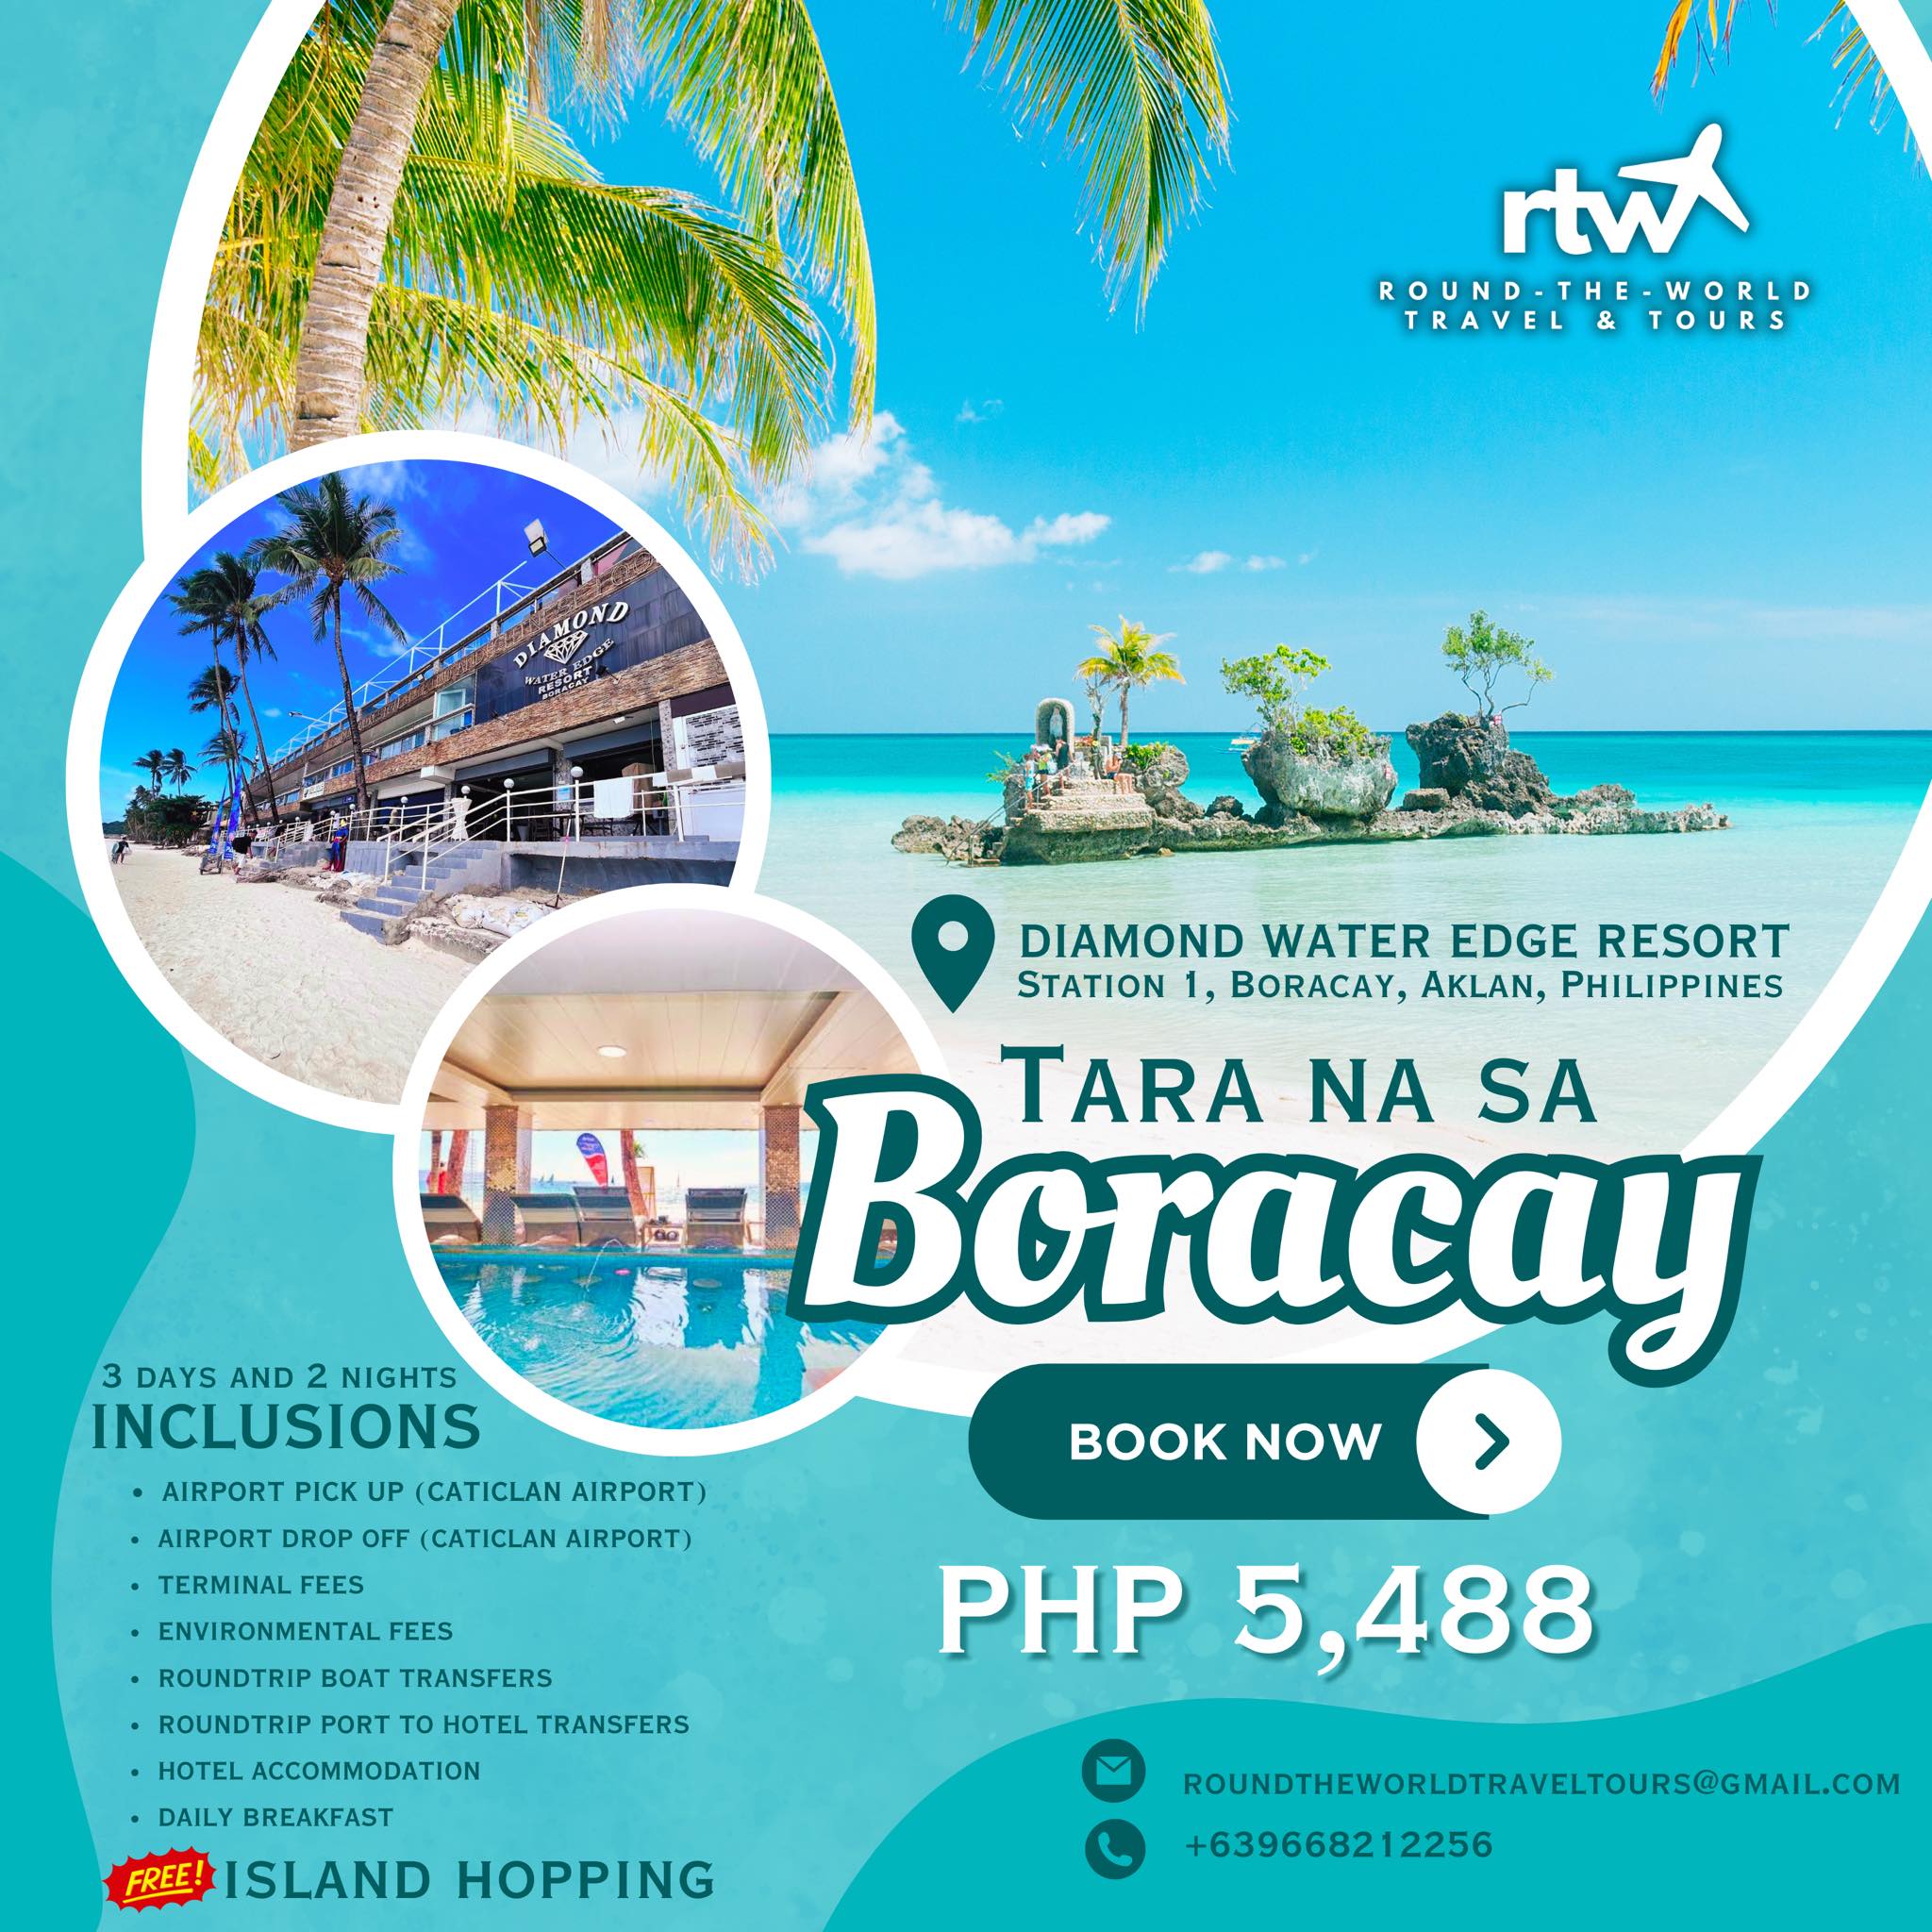 rtw
ROUND-THE-WORLD
TRAVEL & TOURS
DIAMOND
WATER EDGE
RESORT
BORACAY
DIAMOND WATER EDGE RESORT
STATION 1, BORACAY, AKLAN, PHILIPPINES
TARA NA SA
Boracay
BOOK NOW
PHP 5,488
3 DAYS AND 2 NIGHTS
INCLUSIONS
• AIRPORT PICK UP (CATICLAN AIRPORT)
• AIRPORT DROP OFF (CATICLAN AIRPORT)
• TERMINAL FEES
• ENVIRONMENTAL FEES
• ROUNDTRIP BOAT TRANSFERS
• ROUNDTRIP PORT TO HOTEL TRANSFERS
• HOTEL ACCOMMODATION
• DAILY BREAKFAST
FREE! ISLAND HOPPING
ROUNDTHEWORLDTRAVELTOURS@GMAIL.COM
+639668212256